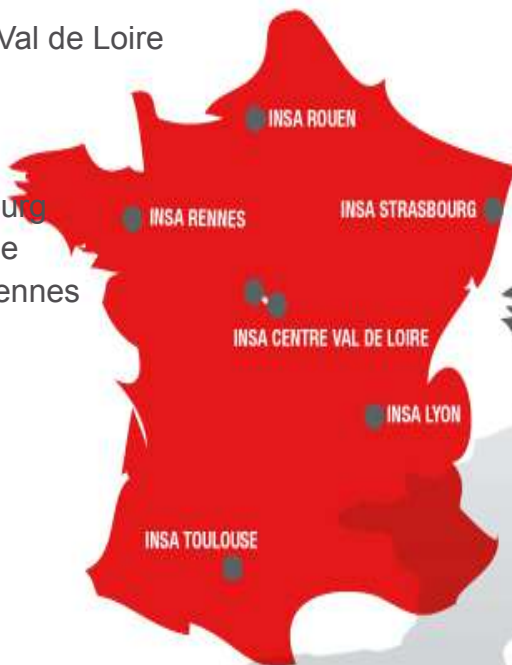 Val de Loire
INSA ROUEN
urg
INSA RENNES
INSA STRASBOURG
e
ennes
INSA CENTRE VAL DE LOIRE
INSA LYON
INSA TOULOUSE